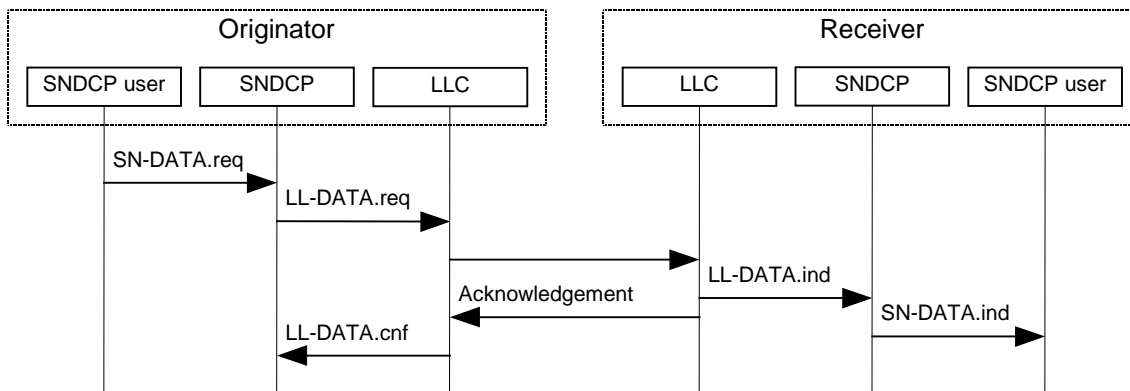 Originator
Receiver
SNDCP user
SNDCP
LLC
LLC
SNDCP
SNDCP user
SN-DATA.req
LL-DATA.req
LL-DATA.ind
Acknowledgement
SN-DATA.ind
LL-DATA.cnf